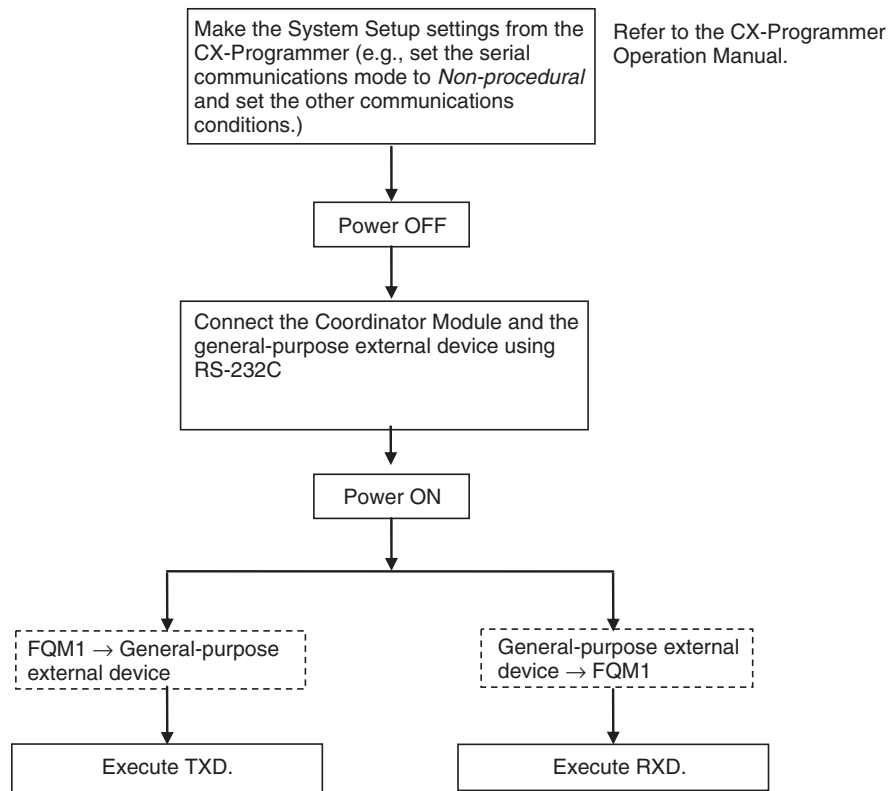 Make the System Setup settings from the
CX-Programmer (e.g., set the serial
communications mode to Non-procedural
and set the other communications
conditions.)
Refer to the CX-Programmer
Operation Manual.
Power OFF
Connect the Coordinator Module and the
general-purpose external device using
RS-232C
Power ON
FQM1 → General-purpose
external device
General-purpose external
device → FQM1
Execute TXD.
Execute RXD.